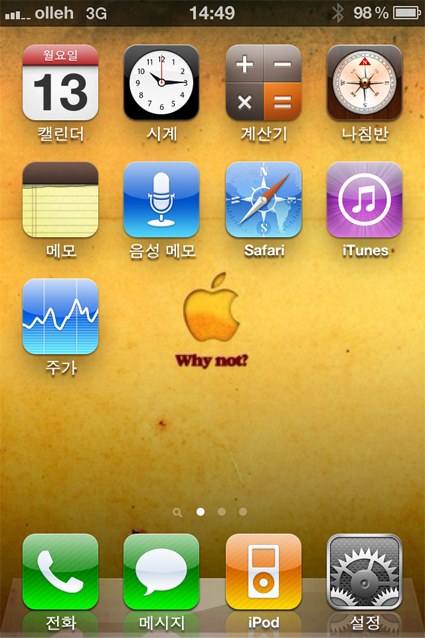 olleh 3G 14:49 98 %
월요일
13
캘린더 시계 계산기 나침반
메모 음성 메모 Safari iTunes
주가
Why not?
전화 메시지 iPod 설정